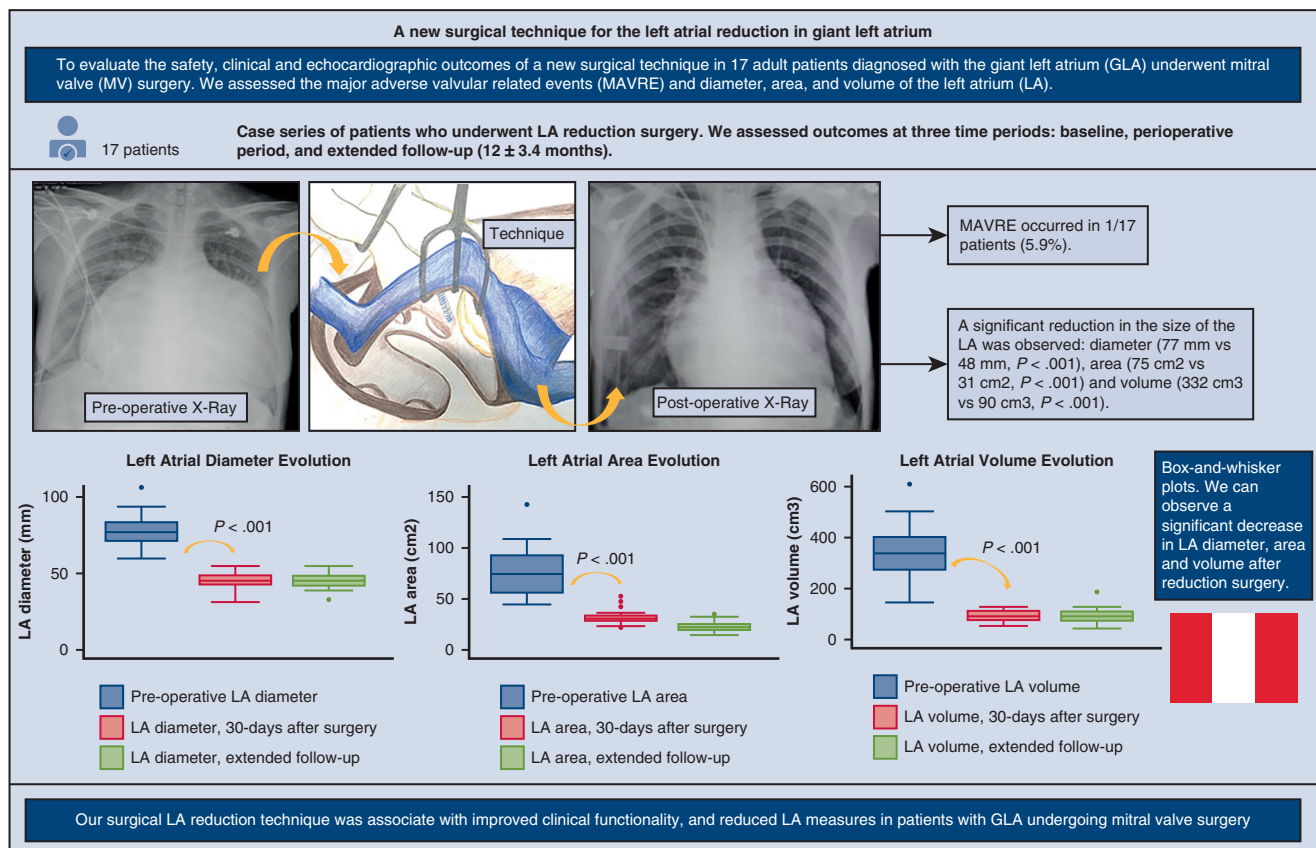 A new surgical technique for the left atrial reduction in giant left atrium
To evaluate the safety, clinical and echocardiographic outcomes of a new surgical technique in 17 adult patients diagnosed with the giant left atrium (GLA) underwent mitral
valve (MV) surgery. We assessed the major adverse valvular related events (MAVRE) and diameter, area, and volume of the left atrium (LA).
17 patients
Case series of patients who underwent LA reduction surgery. We assessed outcomes at three time periods: baseline, perioperative
period, and extended follow-up (12 ± 3.4 months).
Pre-operative X-Ray
Technique
Post-operative X-Ray
MAVRE occurred in 1/17
patients (5.9%).
A significant reduction in the size of the
LA was observed: diameter (77 mm vs
48 mm, P < .001), area (75 cm2 vs
31 cm2, P < .001) and volume (332 cm3
vs 90 cm3, P < .001).
Left Atrial Diameter Evolution
LA diameter (mm)
100
50
0
P < .001
Pre-operative LA diameter
LA diameter, 30-days after surgery
LA diameter, extended follow-up
Left Atrial Area Evolution
LA area (cm2)
150
100
50
0
P < .001
Pre-operative LA area
LA area, 30-days after surgery
LA area, extended follow-up
Left Atrial Volume Evolution
LA volume (cm3)
600
400
200
0
P < .001
Pre-operative LA volume
LA volume, 30-days after surgery
LA volume, extended follow-up
Box-and-whisker
plots. We can
observe a
significant decrease
in LA diameter, area
and volume after
reduction surgery.
Our surgical LA reduction technique was associate with improved clinical functionality, and reduced LA measures in patients with GLA undergoing mitral valve surgery